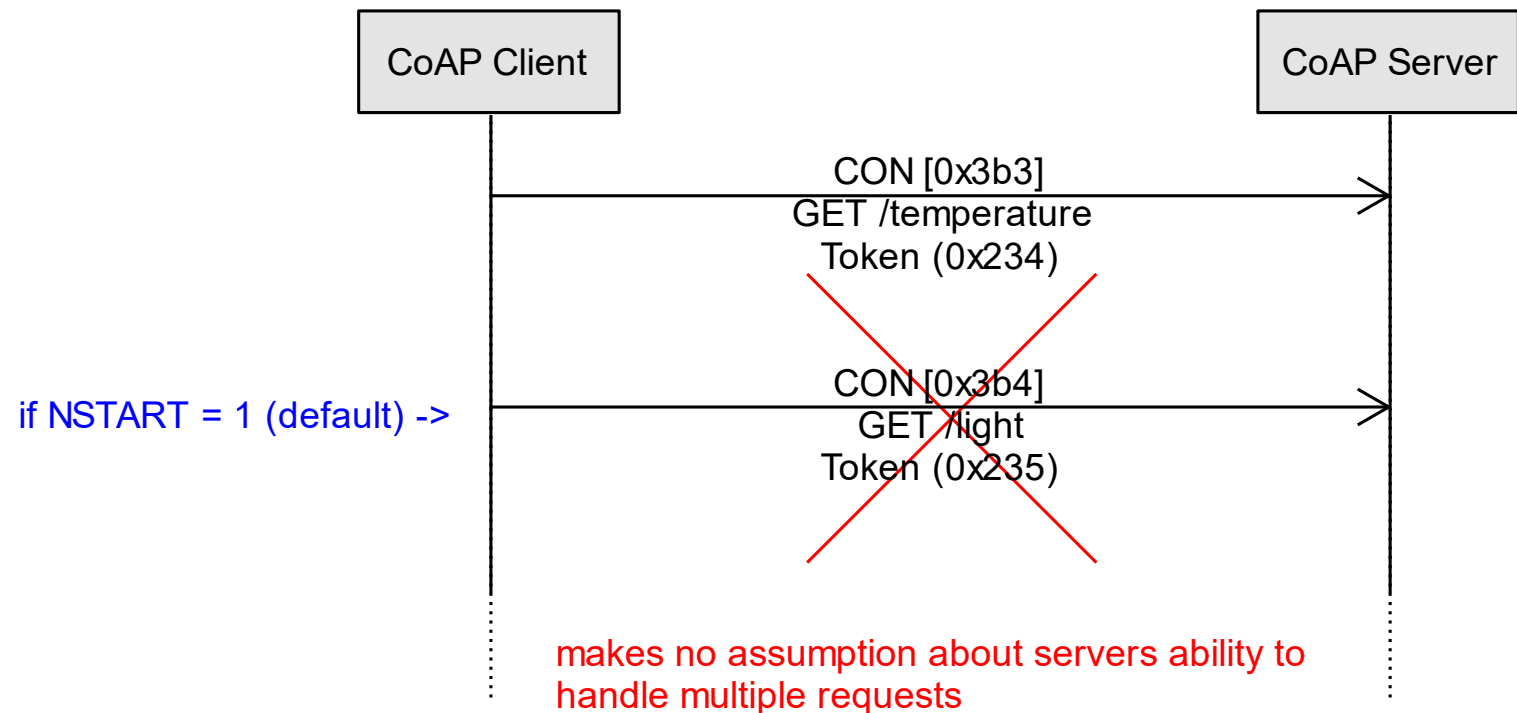 CoAP Client
CoAP Server
CON [0x3b3]
GET /temperature
Token (0x234)
if NSTART = 1 (default) ->
CON [0x3b4]
GET /light
Token (0x235)
makes no assumption about servers ability to
handle multiple requests